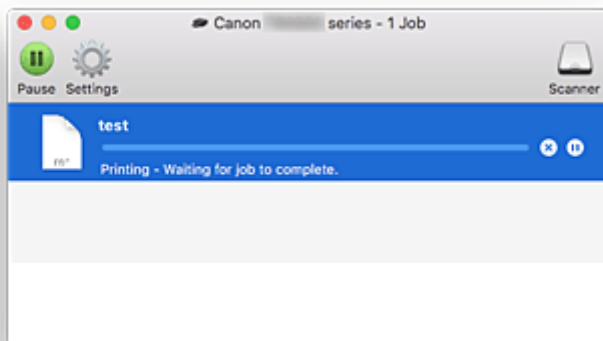 Canon series - 1 Job
Pause Settings
Scanner
test
Printing - Waiting for job to complete.